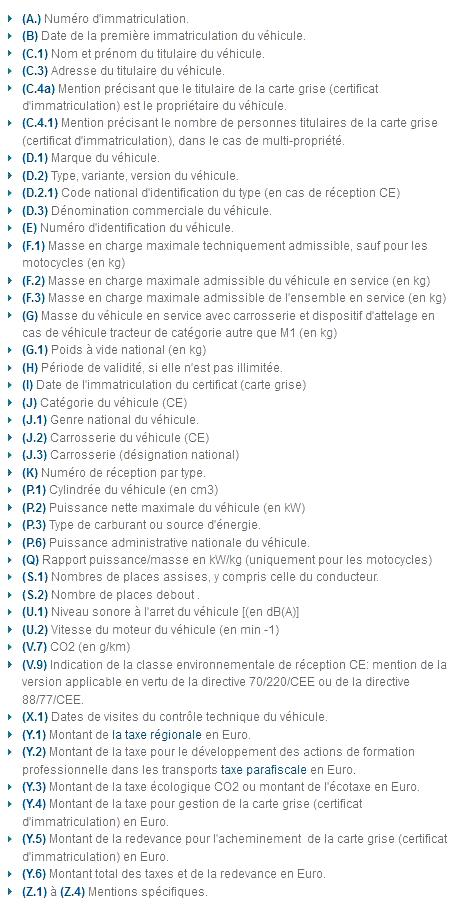 (A.) Numéro d'immatriculation.
(B) Date de la première immatriculation du véhicule.
(C.1) Nom et prénom du titulaire du véhicule.
(C.3) Adresse du titulaire du véhicule.
(C.4a) Mention précisant que le titulaire de la carte grise (certificat
d'immatriculation) est le propriétaire du véhicule.
(C.4.1) Mention précisant le nombre de personnes titulaires de la carte grise
(certificat d'immatriculation), dans le cas de multi-propriété.
(D.1) Marque du véhicule.
(D.2) Type, variante, version du véhicule.
(D.2.1) Code national d'identification du type (en cas de réception CE)
(D.3) Dénomination commerciale du véhicule.
(E) Numéro d'identification du véhicule.
(F.1) Masse en charge maximale techniquement admissible, sauf pour les
motocycles (en kg)
(F.2) Masse en charge maximale admissible du véhicule en service (en kg)
(F.3) Masse en charge maximale admissible de l'ensemble en service (en kg)
(G) Masse du véhicule en service avec carrosserie et dispositif d'attelage en
cas de véhicule tracteur de catégorie autre que M1 (en kg)
(G.1) Poids à vide national (en kg)
(H) Période de validité, si elle n'est pas illimitée.
(I) Date de l'immatriculation du certificat (carte grise)
(J) Catégorie du véhicule (CE)
(J.1) Genre national du véhicule.
(J.2) Carrosserie du véhicule (CE)
(J.3) Carrosserie (désignation national)
(K) Numéro de réception par type.
(P.1) Cylindrée du véhicule (en cm3)
(P.2) Puissance nette maximale du véhicule (en kW)
(P.3) Type de carburant ou source d'énergie.
(P.6) Puissance administrative nationale du véhicule.
(Q) Rapport puissance/masse en kW/kg (uniquement pour les motocycles)
(S.1) Nombres de places assises, y compris celle du conducteur.
(S.2) Nombre de places debout .
(U.1) Niveau sonore à l'arret du véhicule [(en dB(A)]
(U.2) Vitesse du moteur du véhicule (en min -1)
(V.7) CO2 (en g/km)
(V.9) Indication de la classe environnementale de réception CE: mention de la
version applicable en vertu de la directive 70/220/CEE ou de la directive
88/77/CEE.
(X.1) Dates de visites du contrôle technique du véhicule.
(Y.1) Montant de la taxe régionale en Euro.
(Y.2) Montant de la taxe pour le développement des actions de formation
professionnelle dans les transports taxe parafiscale en Euro.
(Y.3) Montant de la taxe écologique CO2 ou montant de l'écotaxe en Euro.
(Y.4) Montant de la taxe pour gestion de la carte grise (certificat
d'immatriculation) en Euro.
(Y.5) Montant de la redevance pour l'acheminement de la carte grise (certificat
d'immatriculation) en Euro.
(Y.6) Montant total des taxes et de la redevance en Euro.
(Z.1) à (Z.4) Mentions spécifiques.